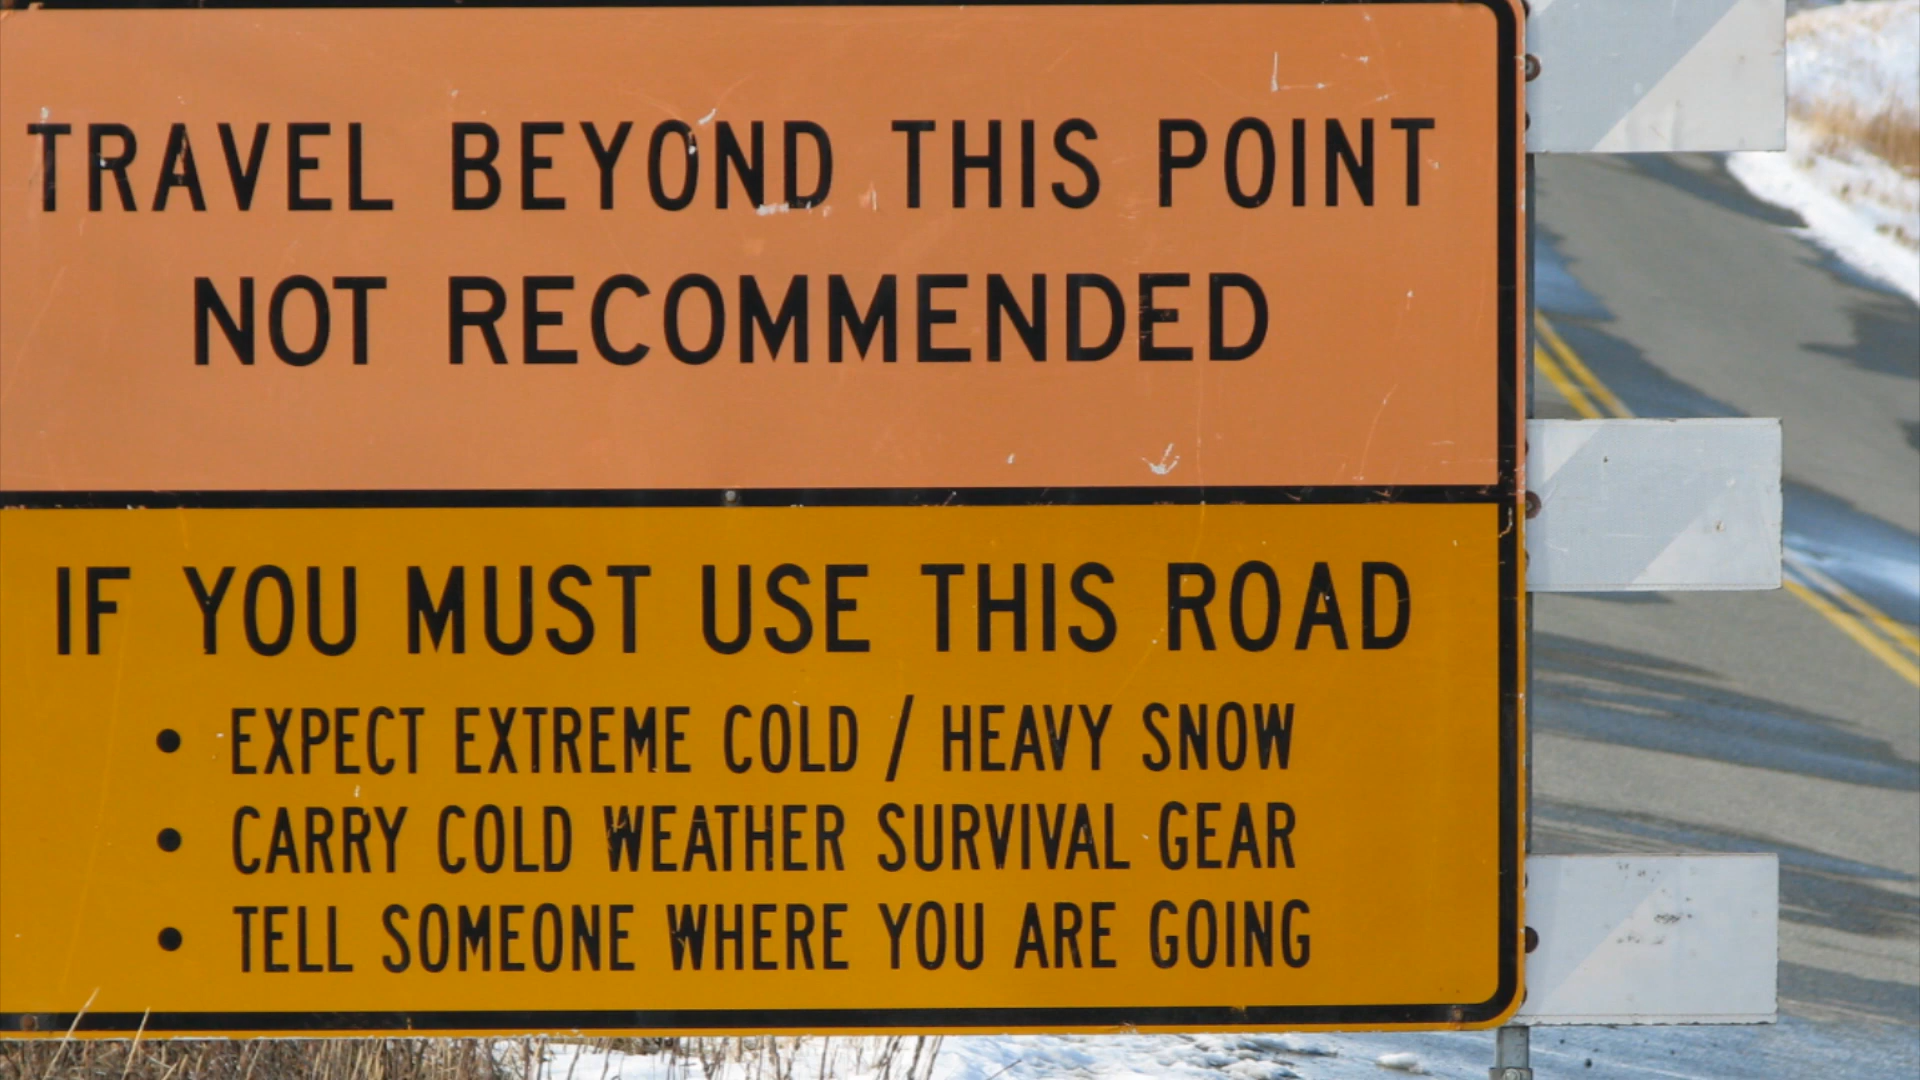 TRAVEL BEYOND THIS POINT
NOT RECOMMENDED
IF YOU MUST USE THIS ROAD
• EXPECT EXTREME COLD / HEAVY SNOW
• CARRY COLD WEATHER SURVIVAL GEAR
• TELL SOMEONE WHERE YOU ARE GOING